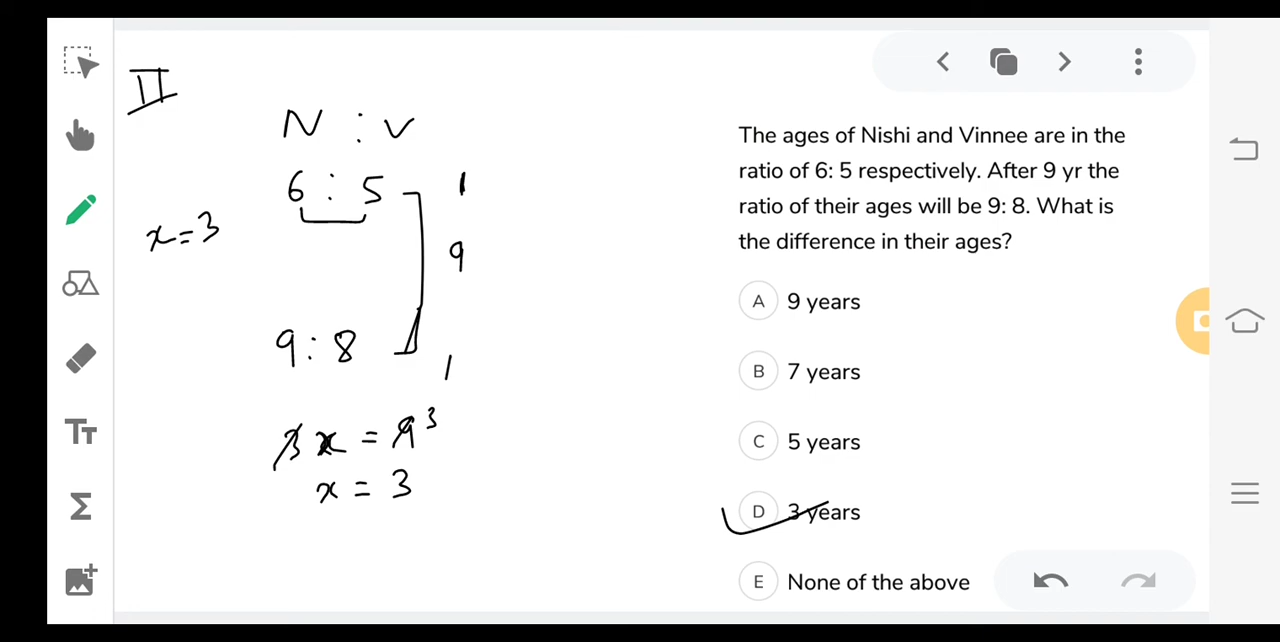 II
N : V
6 : 5
1
x = 3
9
9 : 8
1
3x = 9 3
x = 3
The ages of Nishi and Vinnee are in the
ratio of 6: 5 respectively. After 9 yr the
ratio of their ages will be 9: 8. What is
the difference in their ages?
A 9 years
B 7 years
C 5 years
D 3 years
E None of the above
TT
Σ